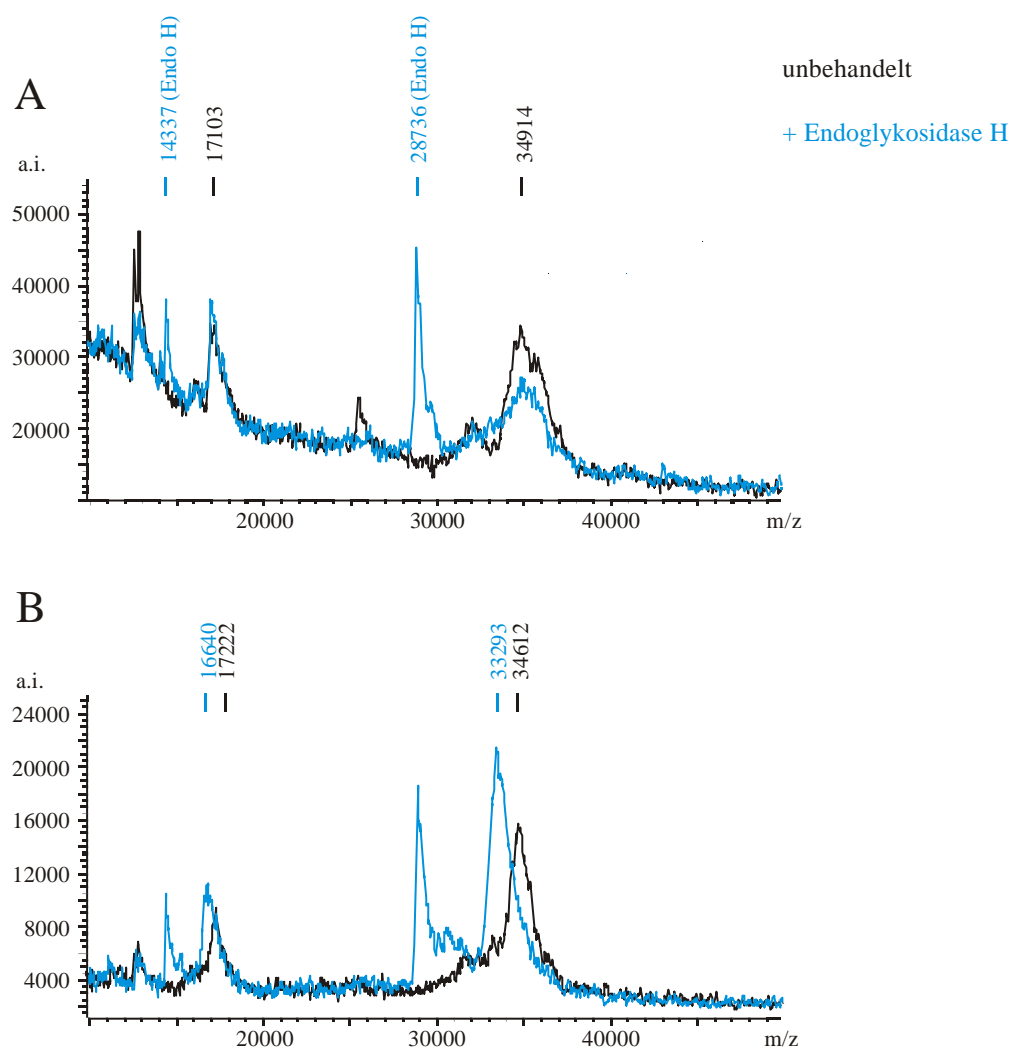 A
14337 (Endo H)
17103
28736 (Endo H)
34914
unbehandelt
+ Endoglykosidase H
a.i.
50000
40000
30000
20000
20000
30000
40000
m/z
B
16640
17222
33293
34612
a.i.
24000
20000
16000
12000
8000
4000
20000
30000
40000
m/z